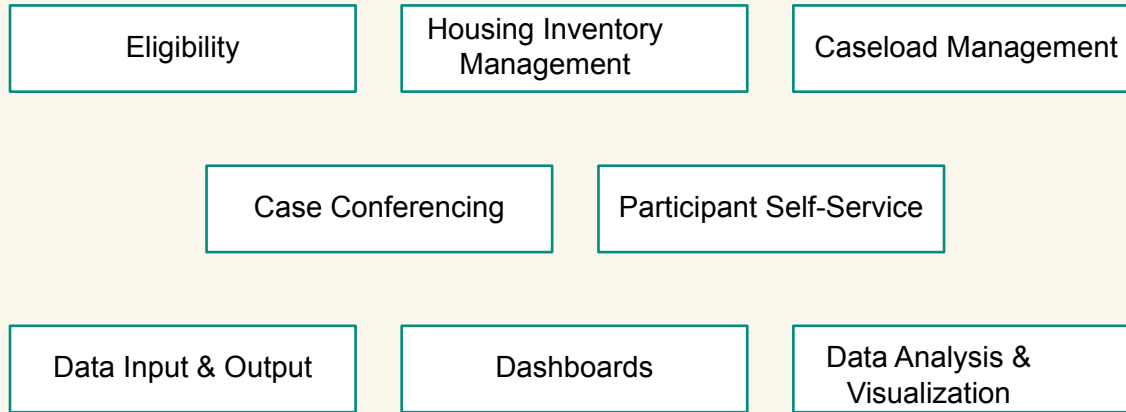 Eligibility
Housing Inventory
Management
Caseload Management
Case Conferencing
Participant Self-Service
Data Input & Output
Dashboards
Data Analysis &
Visualization